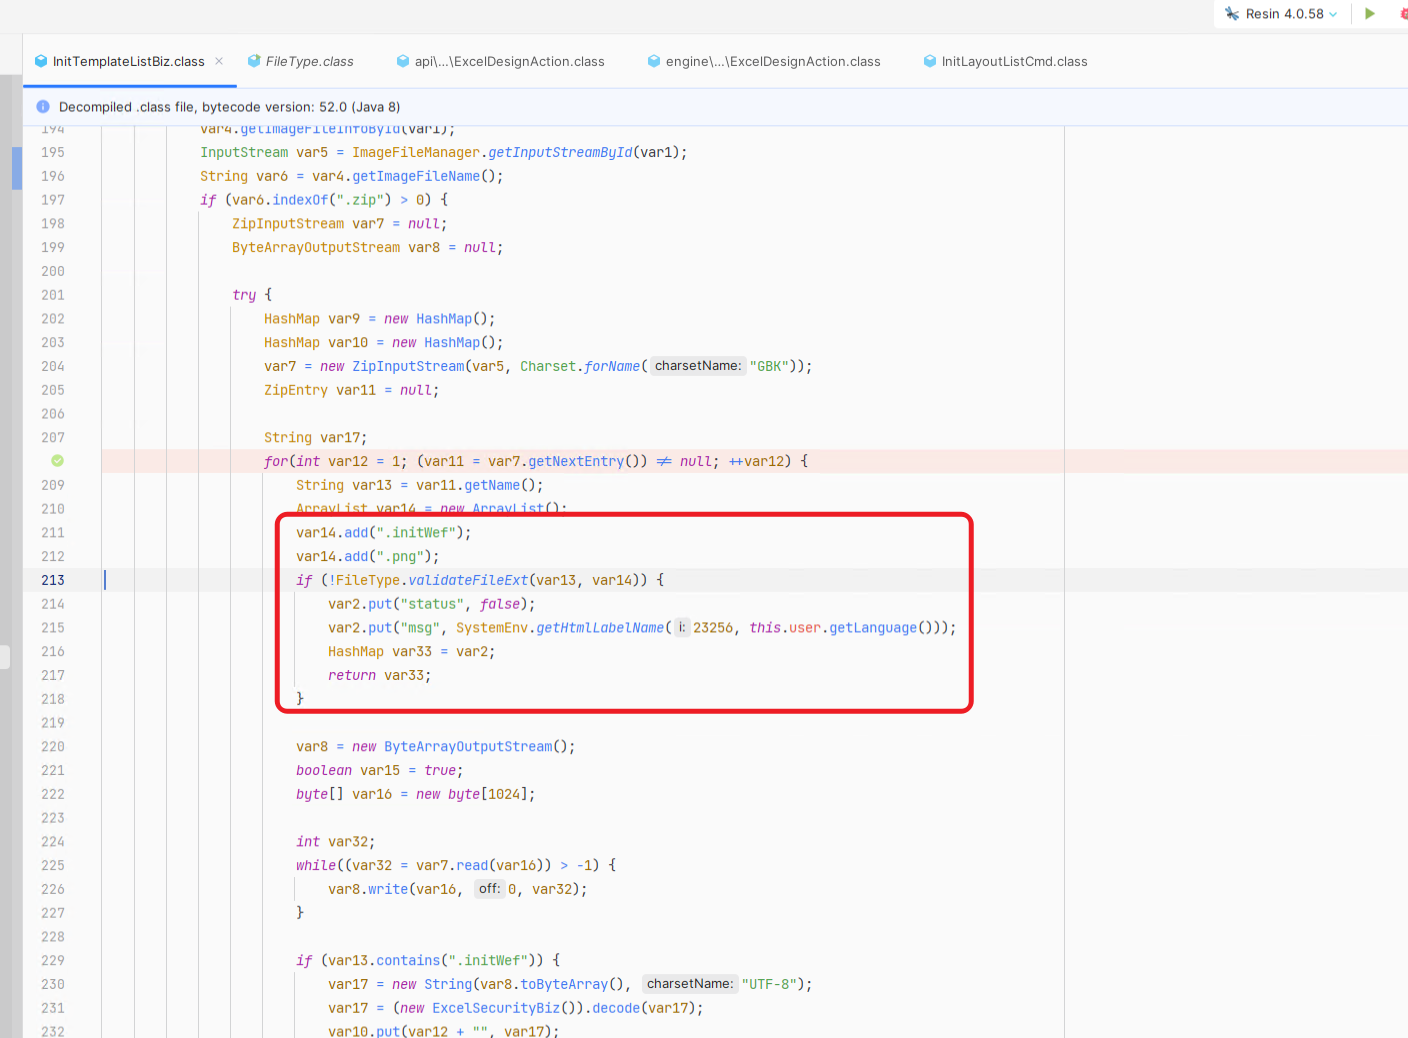 Resin 4.0.58
InitTemplateListBiz.class
FileType.class
api\...\ExcelDesignAction.class
engine\...\ExcelDesignAction.class
InitLayoutListCmd.class
Decompiled .class file, bytecode version: 52.0 (Java 8)
194 var4.getImageFileInfoById(var1);
195 InputStream var5 = ImageFileManager.getInputStreamById(var1);
196 String var6 = var4.getImageFileName();
197 if (var6.indexOf(".zip") > 0) {
198 ZipInputStream var7 = null;
199 ByteArrayOutputStream var8 = null;
200
201 try {
202 HashMap var9 = new HashMap();
203 HashMap var10 = new HashMap();
204 var7 = new ZipInputStream(var5, Charset.forName( charsetName: "GBK"));
205 ZipEntry var11 = null;
206
207 String var17;
for(int var12 = 1; (var11 = var7.getNextEntry()) != null; ++var12) {
209 String var13 = var11.getName();
210 ArrayList var14 = new ArrayList();
211 var14.add(".initWef");
212 var14.add(".png");
213 if (!FileType.validateFileExt(var13, var14)) {
214 var2.put("status", false);
215 var2.put("msg", SystemEnv.getHtmlLabelName( i: 23256, this.user.getLanguage()));
216 HashMap var33 = var2;
217 return var33;
218 }
219
220 var8 = new ByteArrayOutputStream();
221 boolean var15 = true;
222 byte[] var16 = new byte[1024];
223
224 int var32;
225 while((var32 = var7.read(var16)) > -1) {
226 var8.write(var16, off: 0, var32);
227 }
228
229 if (var13.contains(".initWef")) {
230 var17 = new String(var8.toByteArray(), charsetName: "UTF-8");
231 var17 = (new ExcelSecurityBiz()).decode(var17);
232 var10.put(var12 + "", var17);